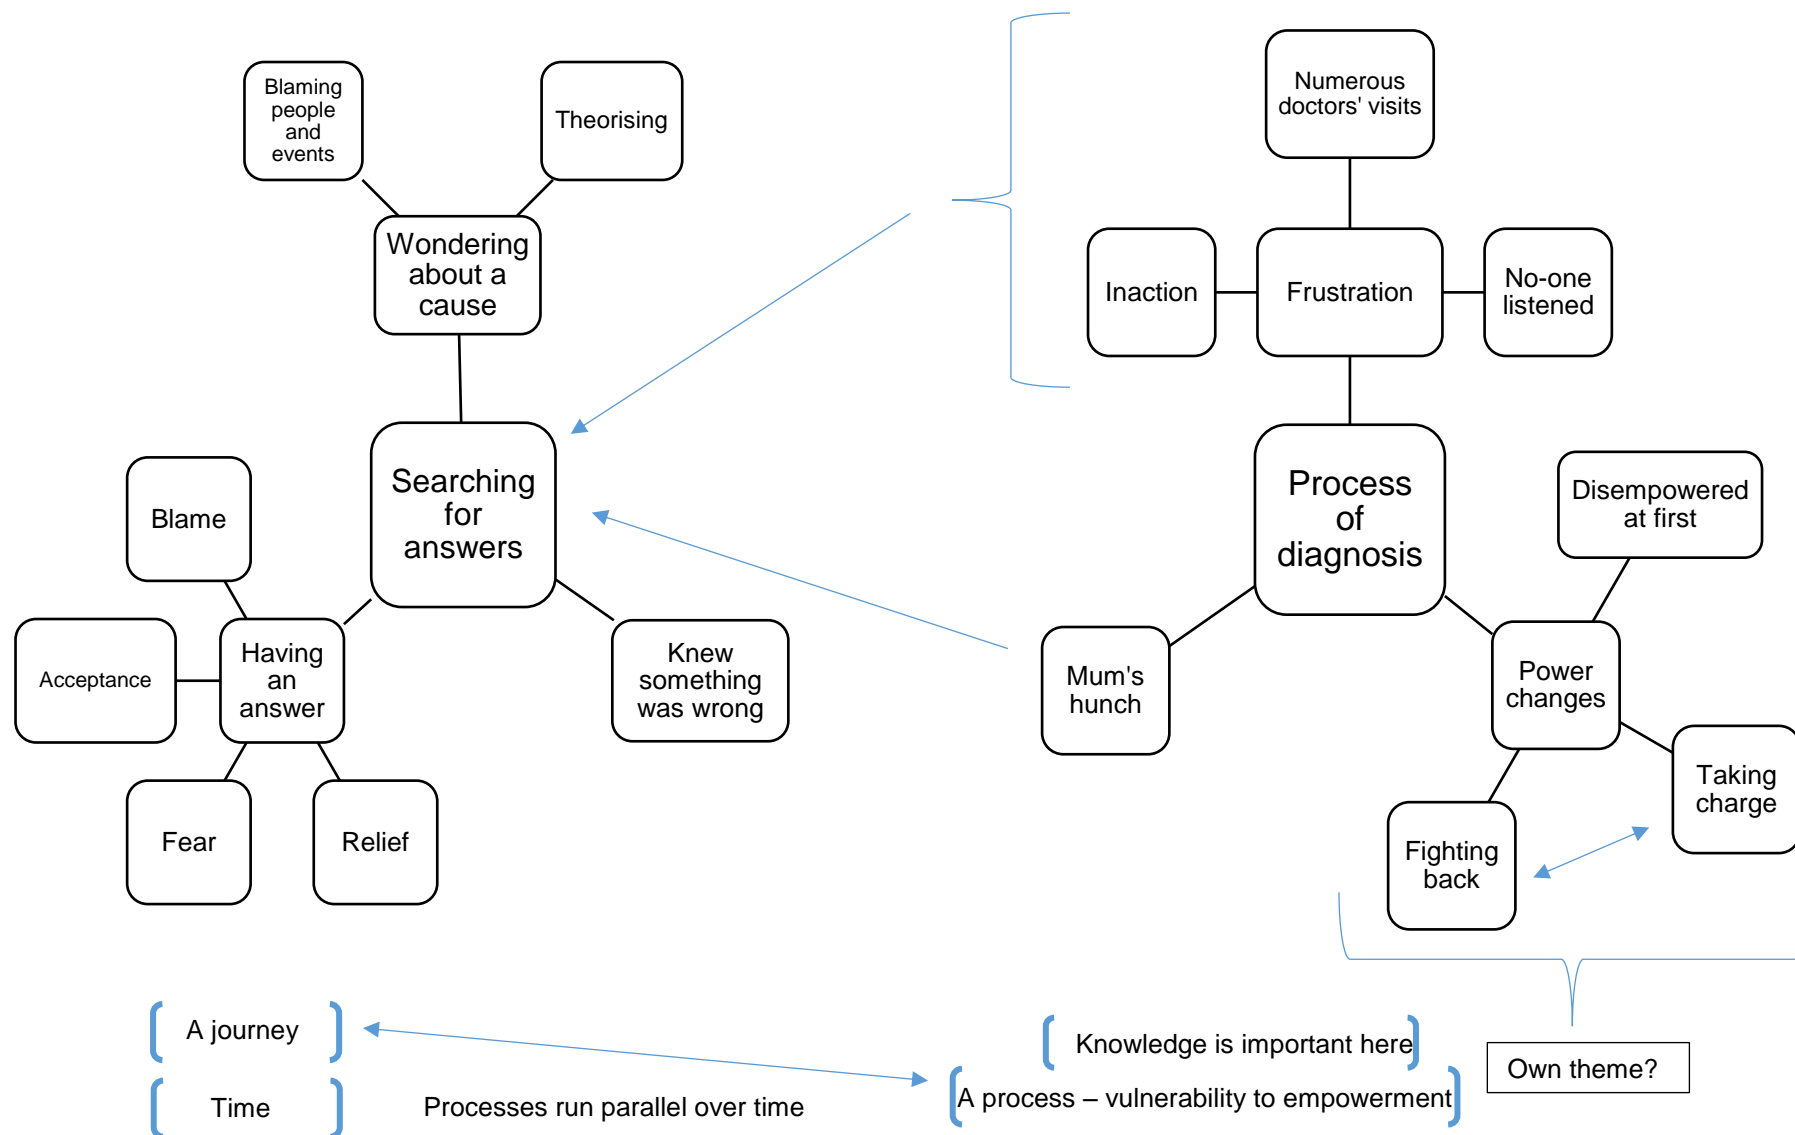 Blaming
people
and
events
Theorising
Wondering
about a
cause
Searching
for
answers
Blame
Acceptance
Having
an
answer
Fear
Relief
Knew
something
was wrong
Numerous
doctors' visits
Inaction
Frustration
No-one
listened
Process
of
diagnosis
Disempowered
at first
Mum's
hunch
Power
changes
Taking
charge
Fighting
back
A journey
Time
Processes run parallel over time
Knowledge is important here
A process – vulnerability to empowerment
Own theme?